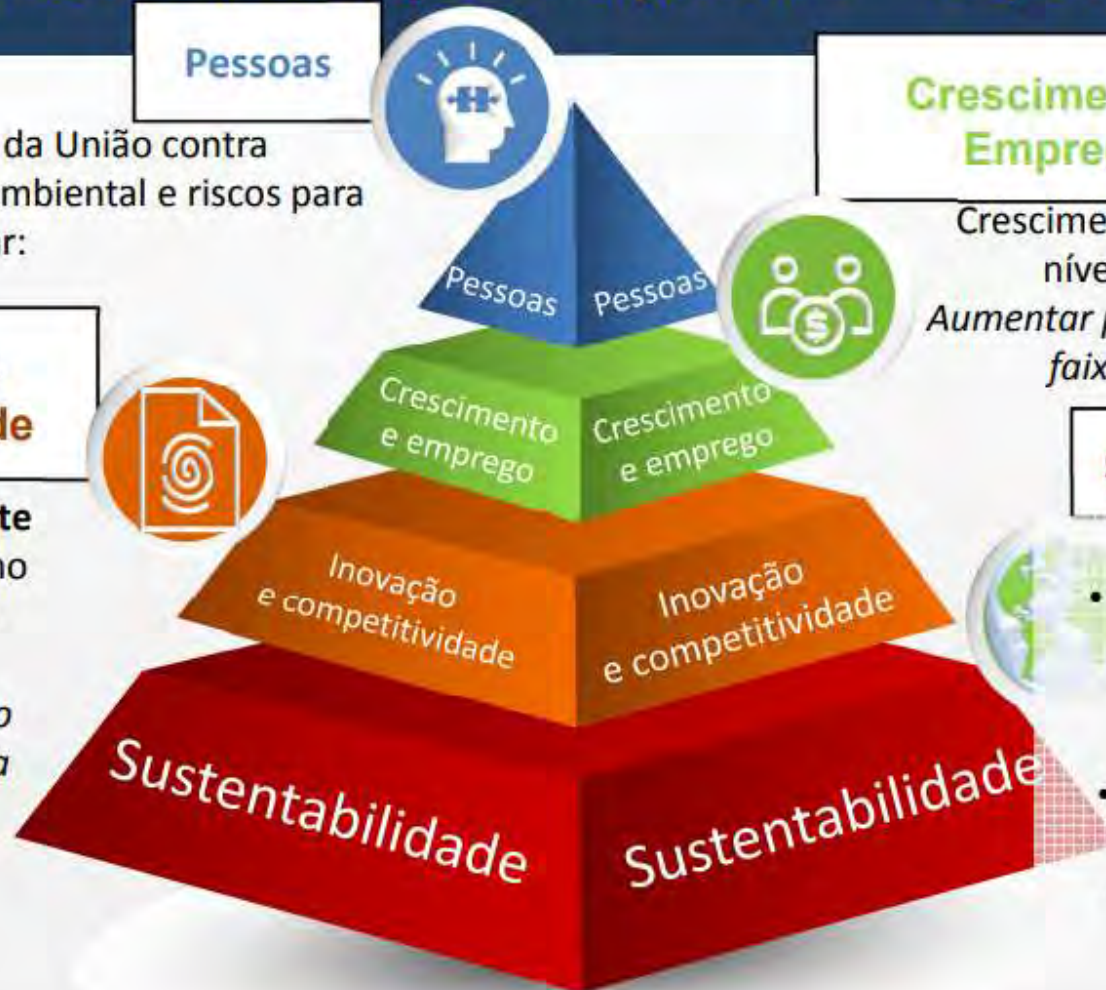 Pessoas
da União contra
mbiental e riscos para
r:
de
te
no
o
a
Pessoas
Pessoas
Crescimento
e emprego
Crescimento
e emprego
Inovação
e competitividade
Inovação
e competitividade
Sustentabilidade
Sustentabilidade
$
Crescime
Empre
Crescime
níve
Aumentar
faix